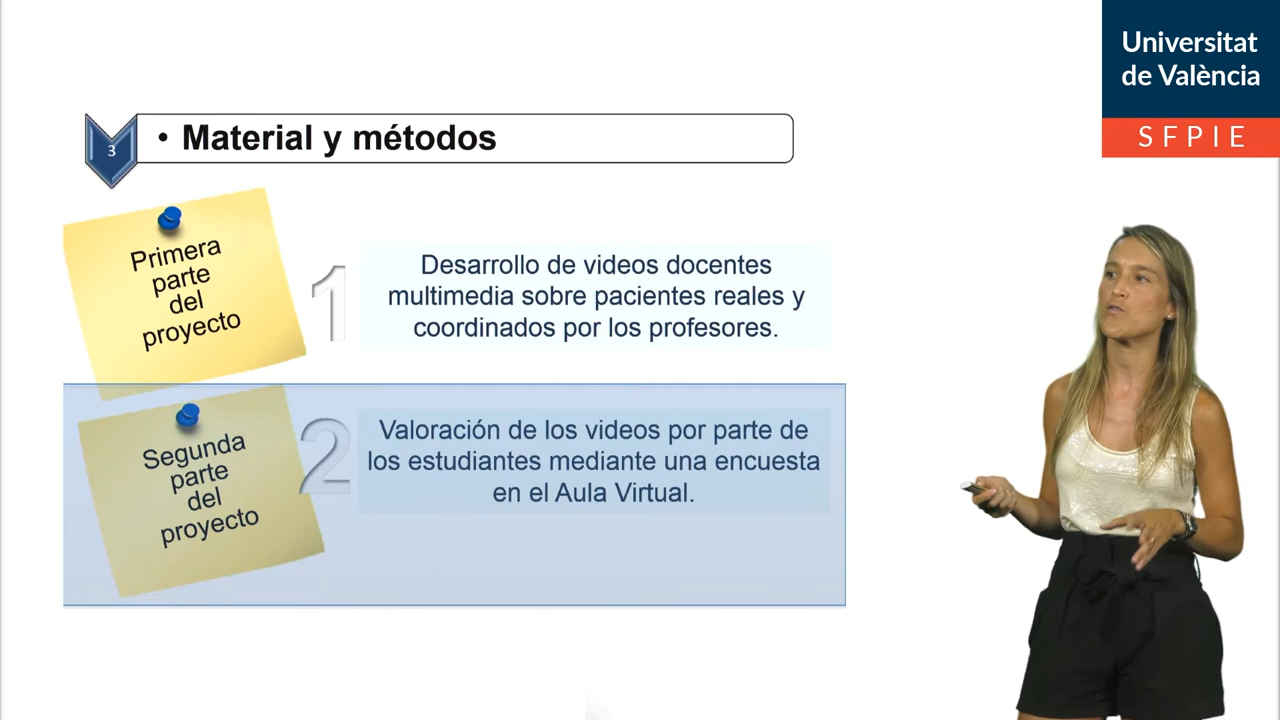 Universitat
de València
SFPIE
3
• Material y métodos
Primera
parte
del
proyecto
1
Desarrollo de videos docentes
multimedia sobre pacientes reales y
coordinados por los profesores.
Segunda
parte
del
proyecto
2
Valoración de los videos por parte de
los estudiantes mediante una encuesta
en el Aula Virtual.